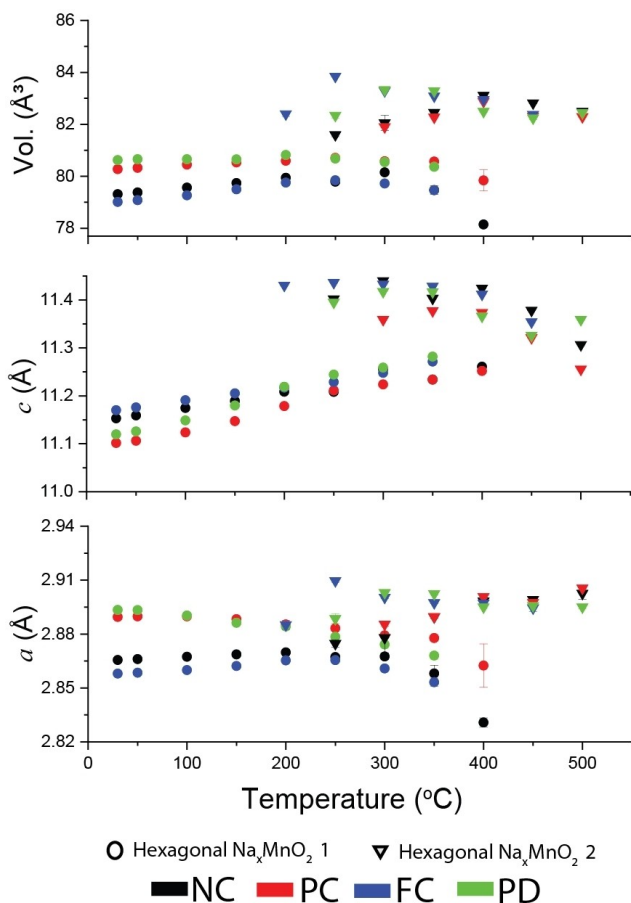 86
84
82
80
78
Vol. (Å³)
11.4
11.3
11.2
11.1
11.0
c (Å)
2.94
2.91
2.88
2.85
2.82
a (Å)
0 100 200 300 400 500
Temperature (°C)
Hexagonal NaₓMnO₂ 1 Hexagonal NaₓMnO₂ 2
NC PC FC PD